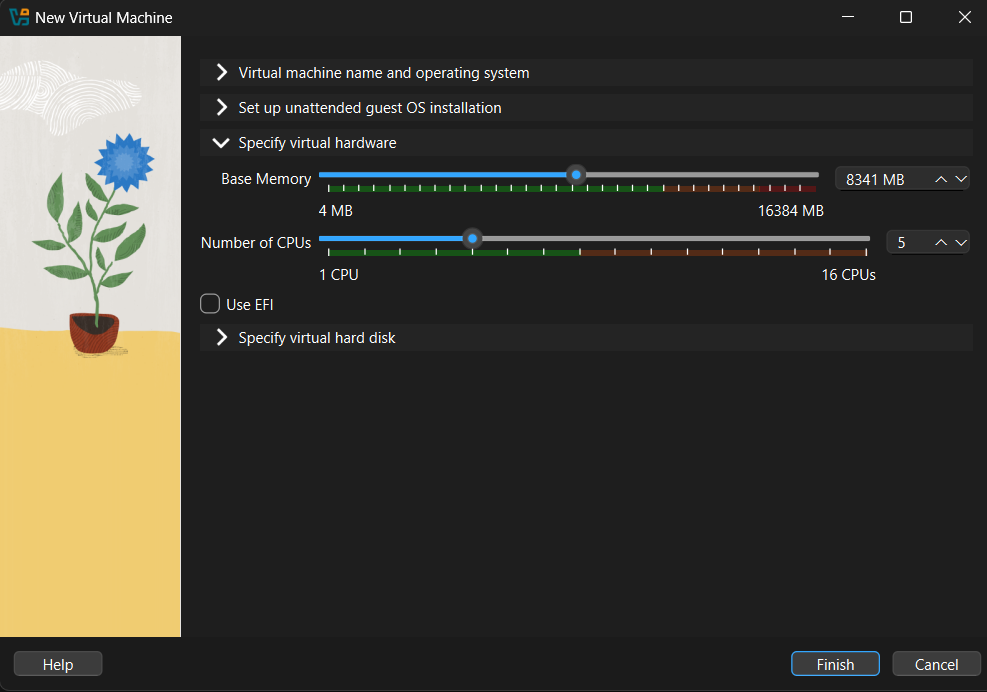 New Virtual Machine
Virtual machine name and operating system
Set up unattended guest OS installation
Specify virtual hardware
Base Memory 8341 MB
4 MB 16384 MB
Number of CPUs 5
1 CPU 16 CPUs
Use EFI
Specify virtual hard disk
Help Finish Cancel